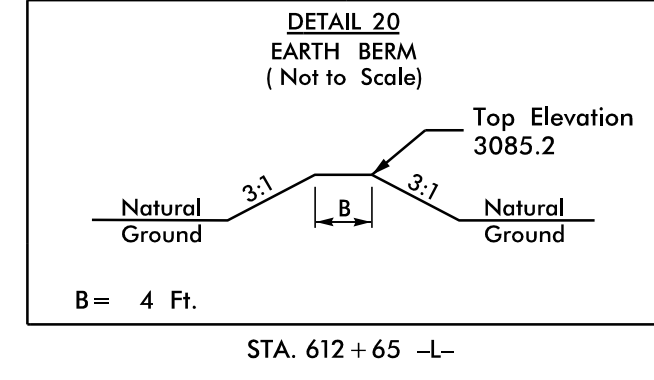 DETAIL 20
EARTH BERM
( Not to Scale)
Top Elevation
3085.2
3:1
3:1
B
Natural
Ground
Natural
Ground
B= 4 Ft.
STA. 612+65 –L–